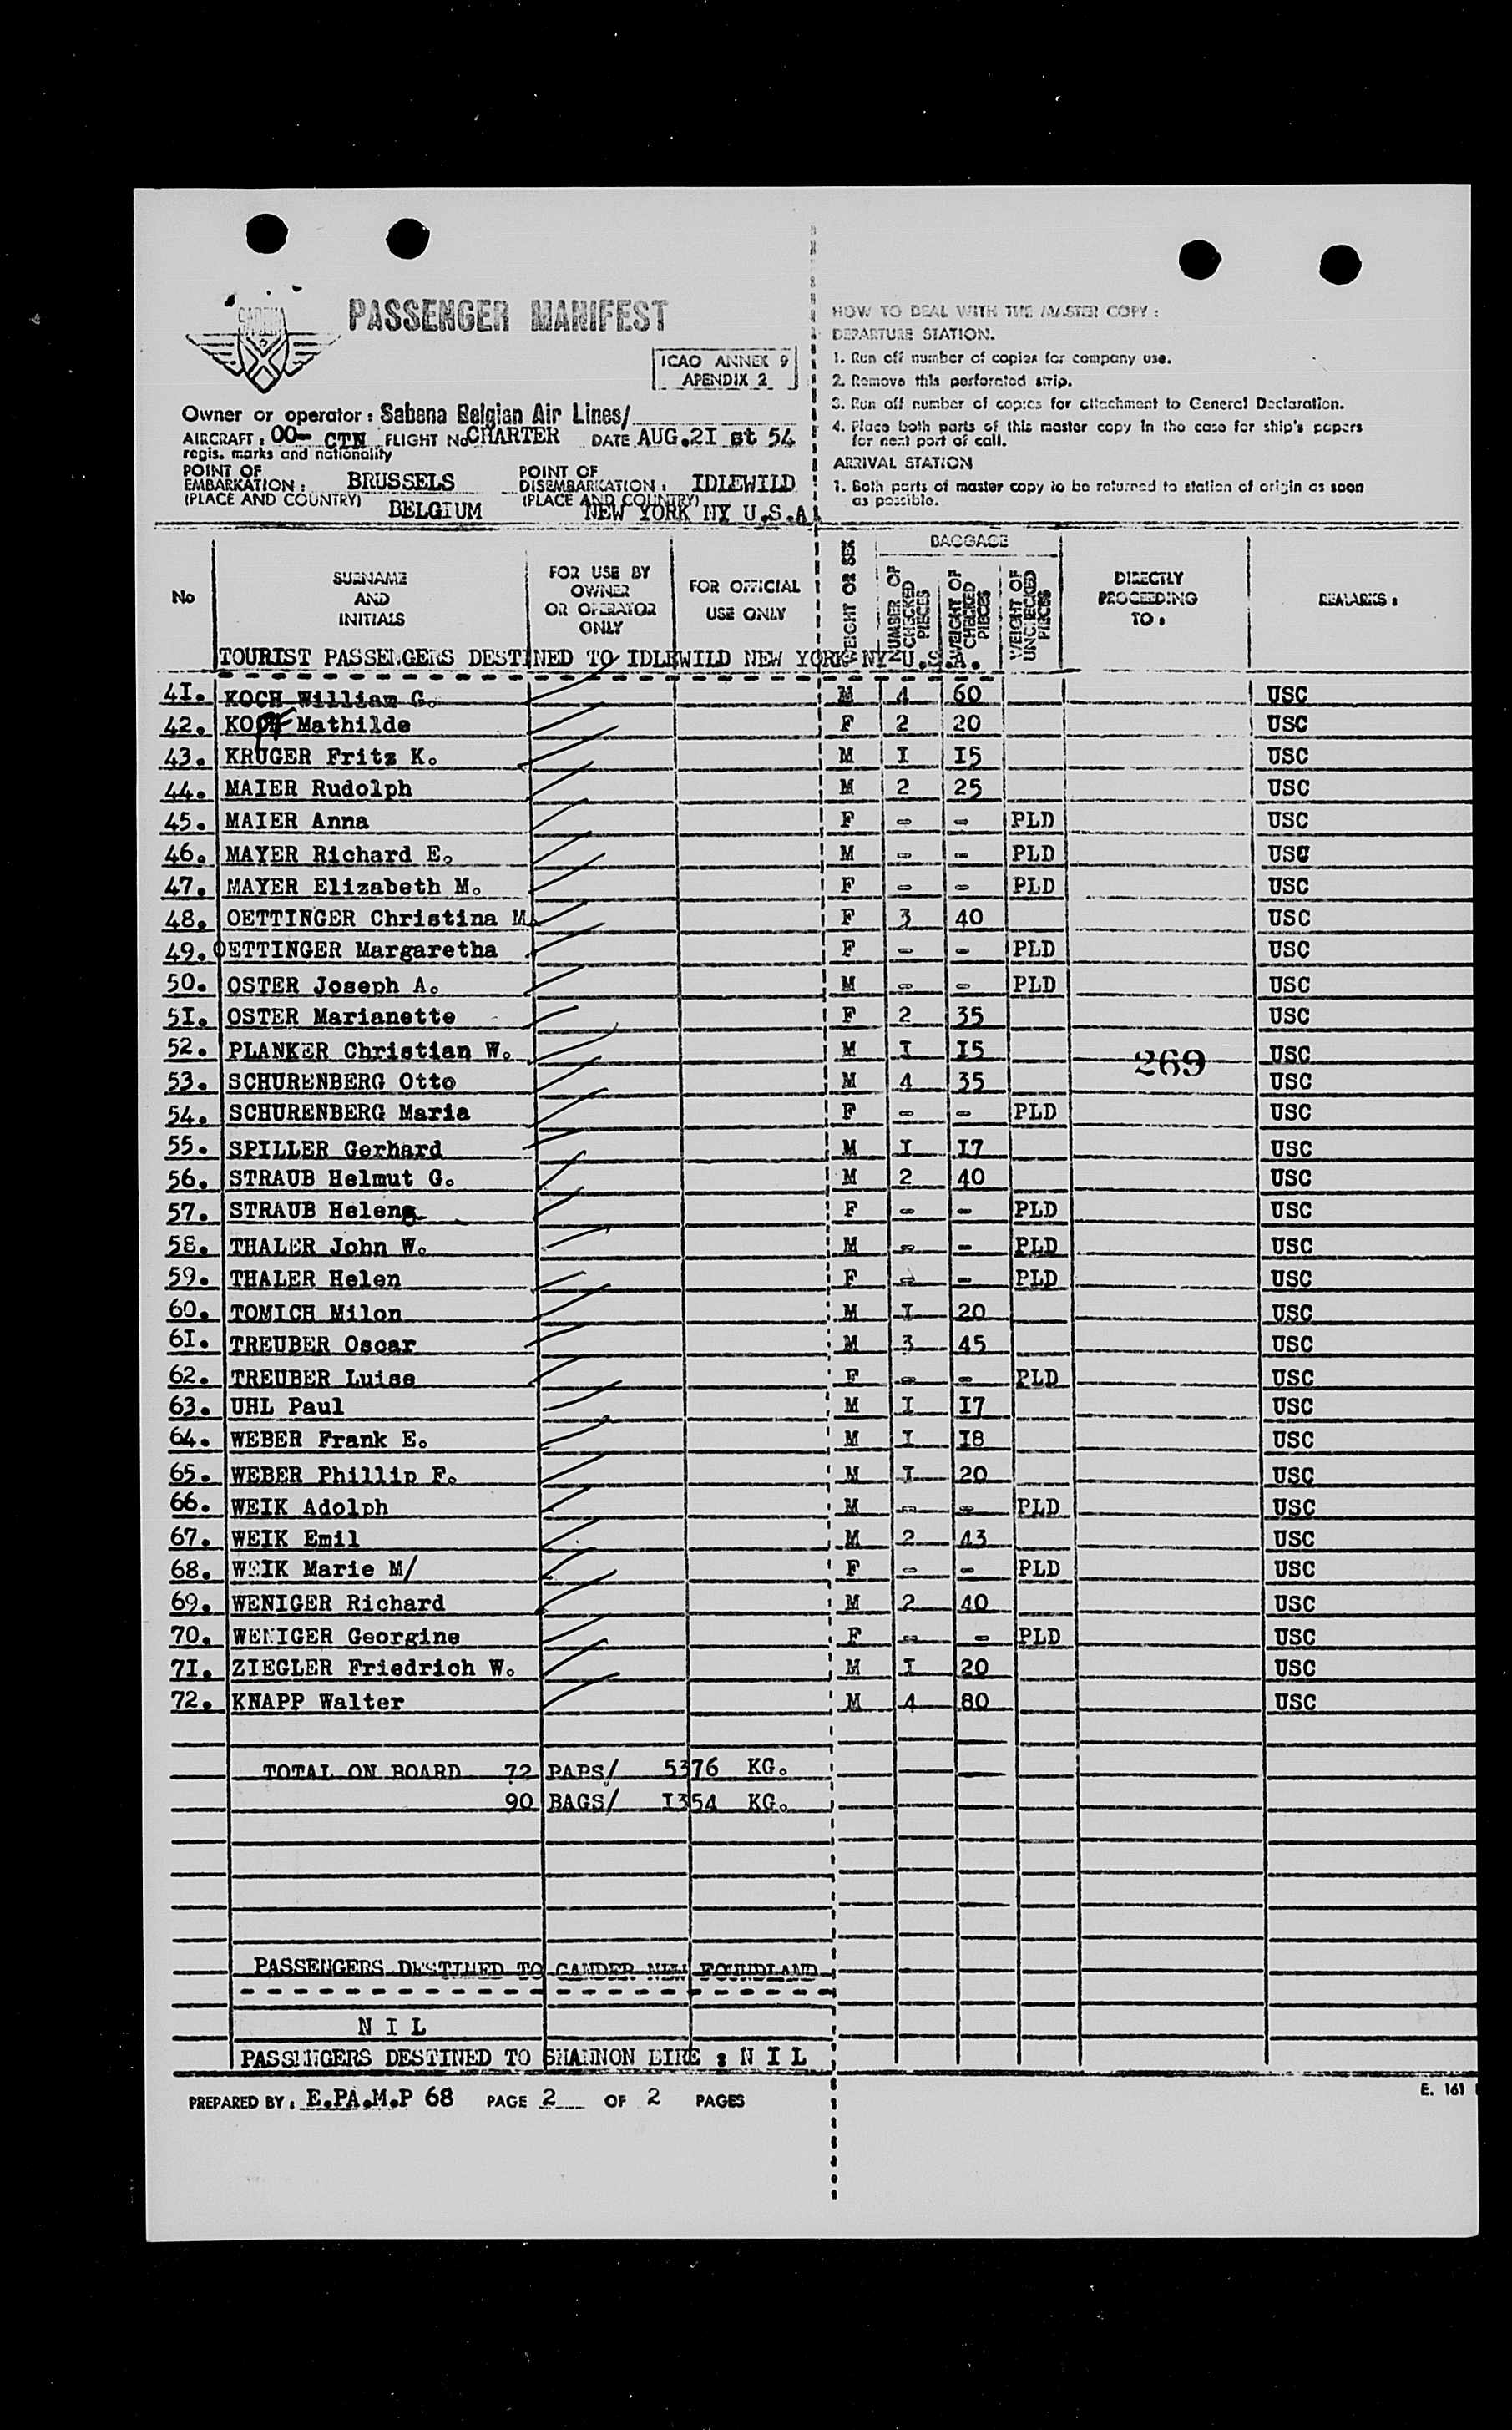 SABENA
PASSENGER MANIFEST
ICAO ANNEX 9
APENDIX 2
Owner or operator : Sabena Belgian Air Lines/
AIRCRAFT : OO- CTN FLIGHT No CHARTER DATE AUG.2I st 54
regis. marks and nationality
POINT OF EMBARKATION : BRUSSELS POINT OF DISEMBARKATION : IDLEWILD
(PLACE AND COUNTRY) BELGIUM (PLACE AND COUNTRY) NEW YORK NY U.S.A
HOW TO DEAL WITH THE MASTER COPY :
DEPARTURE STATION.
1. Run off number of copies for company use.
2. Remove this perforated strip.
3. Run off number of copies for attachment to General Declaration.
4. Place both parts of this master copy in the case for ship's papers
for next port of call.
ARRIVAL STATION
1. Both parts of master copy to be returned to station of origin as soon
as possible.
No SURNAME AND INITIALS FOR USE BY OWNER OR OPERATOR ONLY FOR OFFICIAL USE ONLY WEIGHT OR SEX BAGGAGE NUMBER OF CHECKED PIECES WEIGHT OF CHECKED PIECES WEIGHT OF UNCHECKED PIECES DIRECTLY PROCEEDING TO : REMARKS :
TOURIST PASSENGERS DESTINED TO IDLEWILD NEW YORK NY U.S.A.
4I. KOCH William G. M 4 60 USC
42. Mathilde F 2 20 USC
43. KRUGER Fritz K. M I I5 USC
44. MAIER Rudolph M 2 25 USC
45. MAIER Anna F - - PLD USC
46. MAYER Richard E. M - - PLD USC
47. MAYER Elizabeth M. F - - PLD USC
48. OETTINGER Christina M. F 3 40 USC
49. OETTINGER Margaretha F - - PLD USC
50. OSTER Joseph A. M - - PLD USC
5I. OSTER Marianette F 2 35 USC
52. PLANKER Christian W. M I I5 USC
269
53. SCHURENBERG Otto M 4 35 USC
54. SCHURENBERG Maria F - - PLD USC
55. SPILLER Gerhard M I I7 USC
56. STRAUB Helmut G. M 2 40 USC
57. STRAUB Helena F - - PLD USC
58. THALER John W. M - - PLD USC
59. THALER Helen F - - PLD USC
60. TOMICH Milon M I 20 USC
6I. TREUBER Oscar M 3 45 USC
62. TREUBER Luise F - - PLD USC
63. UHL Paul M I I7 USC
64. WEBER Frank E. M I I8 USC
65. WEBER Phillip F. M I 20 USC
66. WEIK Adolph M - - PLD USC
67. WEIK Emil M 2 43 USC
68. WEIK Marie M/ F - - PLD USC
69. WENIGER Richard M 2 40 USC
70. WENIGER Georgine F - - PLD USC
7I. ZIEGLER Friedrich W. M I 20 USC
72. KNAPP Walter M 4 80 USC
TOTAL ON BOARD 72 PAPS/ 5376 KG.
90 BAGS/ I354 KG.
PASSENGERS DESTINED TO GANDER NEW FOUNDLAND
N I L
PASSENGERS DESTINED TO SHANNON EIRE : N I L
PREPARED BY : E.PA.M.P 68 PAGE 2 OF 2 PAGES
E. 161